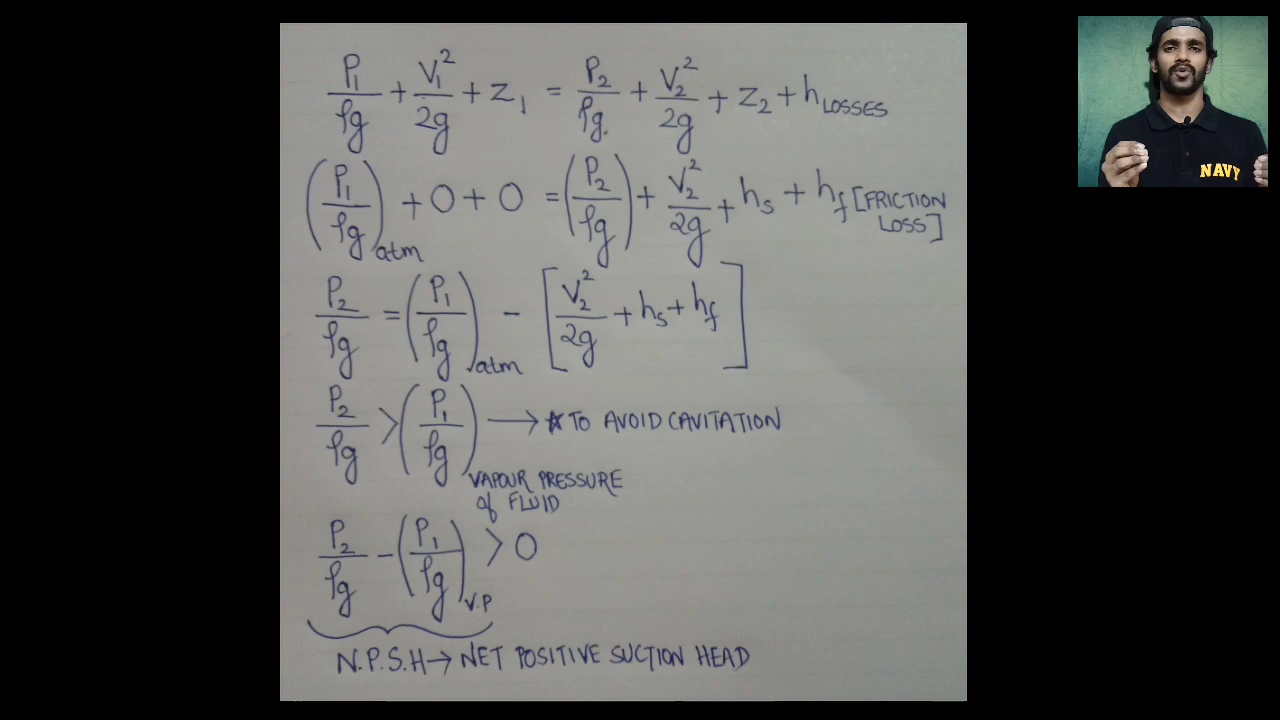 P₁/ρg + V₁²/2g + z₁ = P₂/ρg + V₂²/2g + z₂ + h LOSSES
(P₁/ρg)atm + 0 + 0 = (P₂/ρg) + V₂²/2g + hs + hf [FRICTION LOSS]
P₂/ρg = (P₁/ρg)atm - [V₂²/2g + hs + hf]
P₂/ρg > (P₁/ρg) VAPOUR PRESSURE of FLUID → TO AVOID CAVITATION
P₂/ρg - (P₁/ρg)V.P > 0
N.P.S.H → NET POSITIVE SUCTION HEAD
NAVY